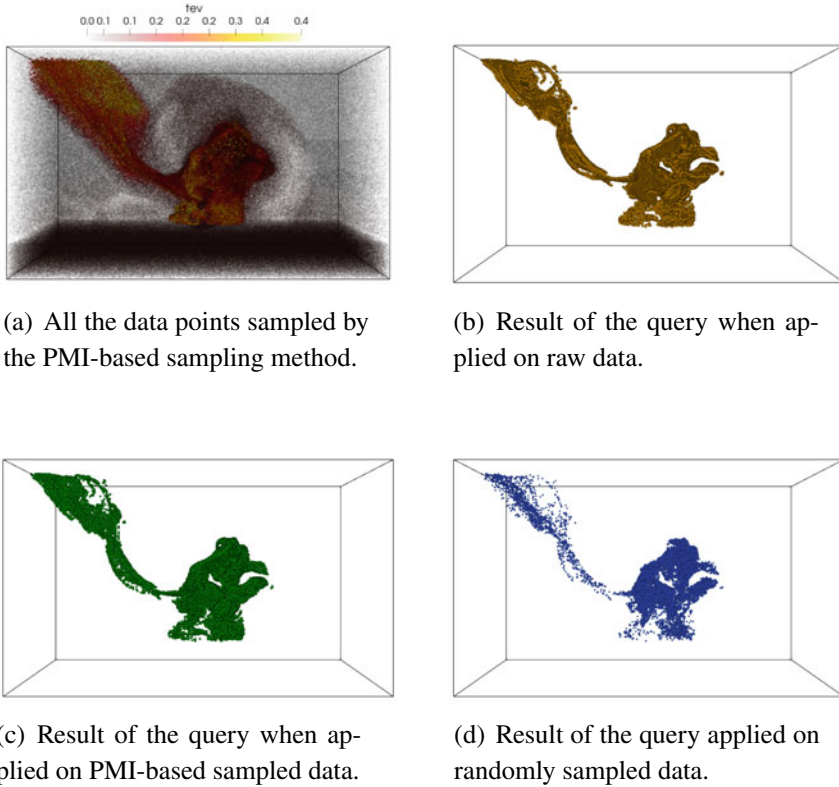 tev
0.0 0.1 0.1 0.2 0.2 0.3 0.4 0.4
(a) All the data points sampled by
the PMI-based sampling method.
(b) Result of the query when ap-
plied on raw data.
(c) Result of the query when ap-
plied on PMI-based sampled data.
(d) Result of the query applied on
randomly sampled data.